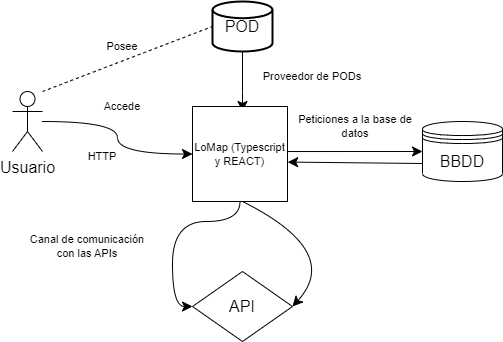 POD
Posee
Proveedor de PODs
Accede
Usuario
HTTP
LoMap (Typescript
y REACT)
Peticiones a la base de
datos
BBDD
Canal de comunicación
con las APIs
API